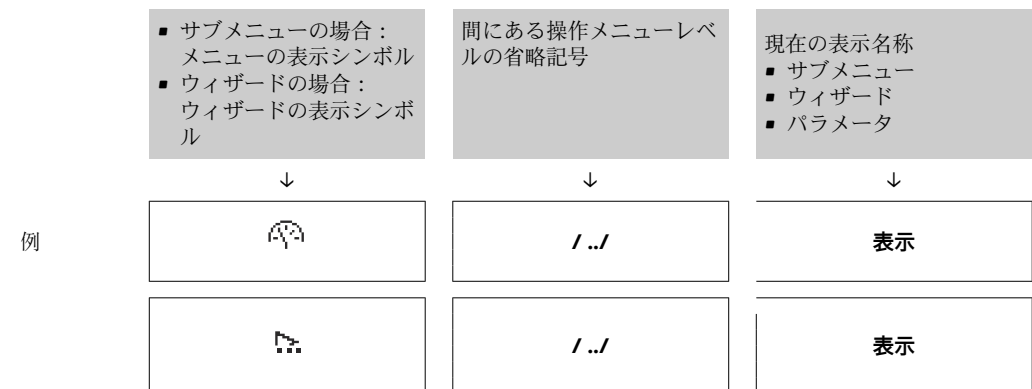 ▪ サブメニューの場合：
メニューの表示シンボル
▪ ウィザードの場合：
ウィザードの表示シンボ
ル
間にある操作メニューレベ
ルの省略記号
現在の表示名称
▪ サブメニュー
▪ ウィザード
▪ パラメータ
↓ ↓ ↓
例 / ../ 表示
/ ../ 表示